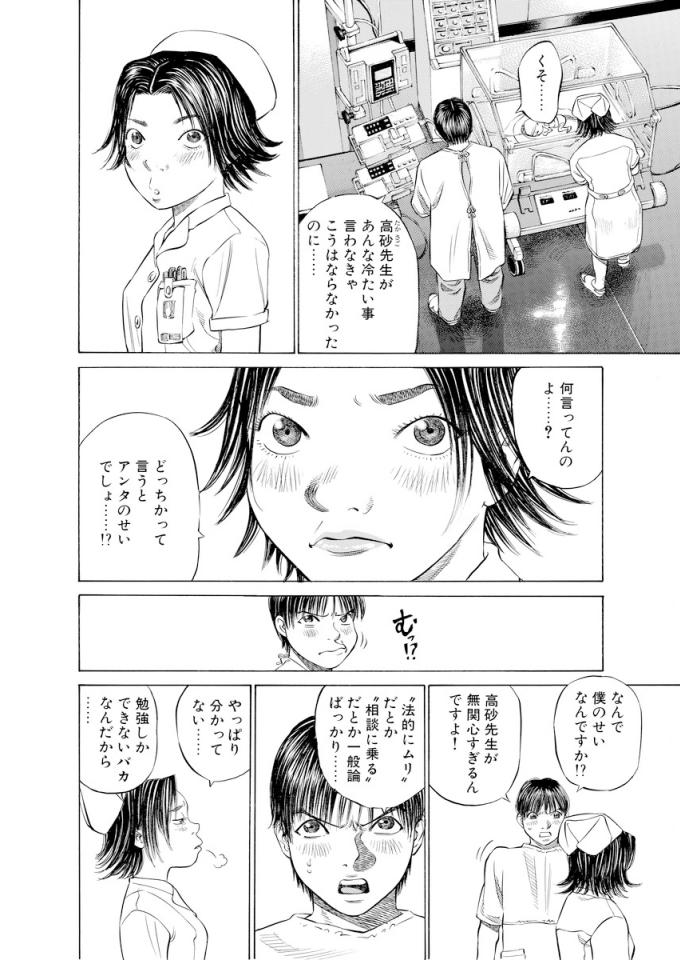 くそ……
高砂先生が
たかさご
あんな冷たい事
言わなきゃ
こうはならなかった
のに……
何言ってんの
よ……?
どっちかって
言うと
アンタのせい
でしょ……!?
むっ!?
なんで
僕のせい
なんですか!?
高砂先生が
無関心すぎるん
ですよ!
〝法的にムリ〟
だとか
〝相談に乗る〟
だとか一般論
ばっかり……
やっぱり
分かって
ない……
勉強しか
できないバカ
なんだから
……